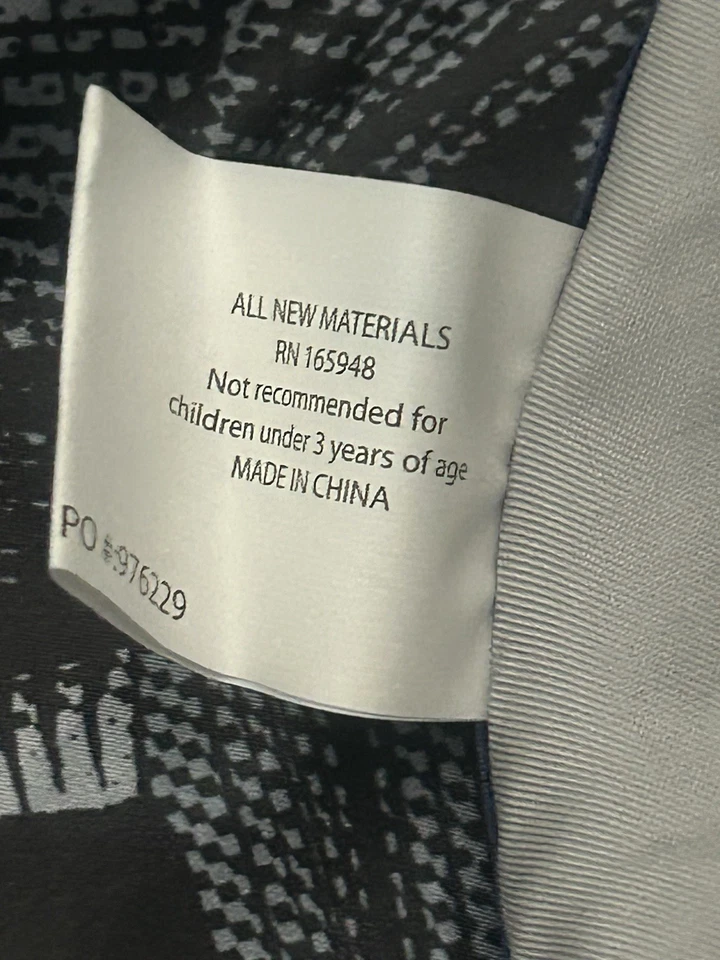 ALL NEW MATERIALS
RN 165948
Not recommended for
children under 3 years of age
MADE IN CHINA
PO #:976229